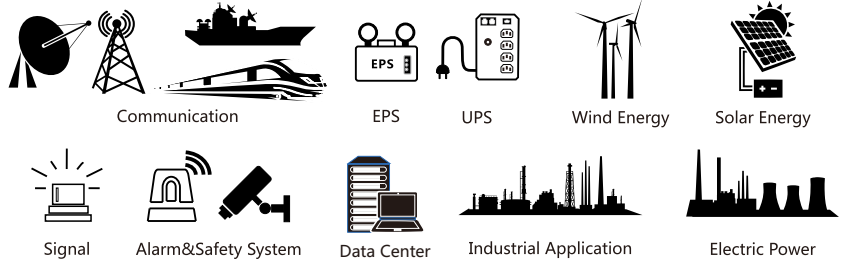 EPS
Communication
EPS
UPS
Wind Energy
Solar Energy
Signal
Alarm&Safety System
Data Center
Industrial Application
Electric Power